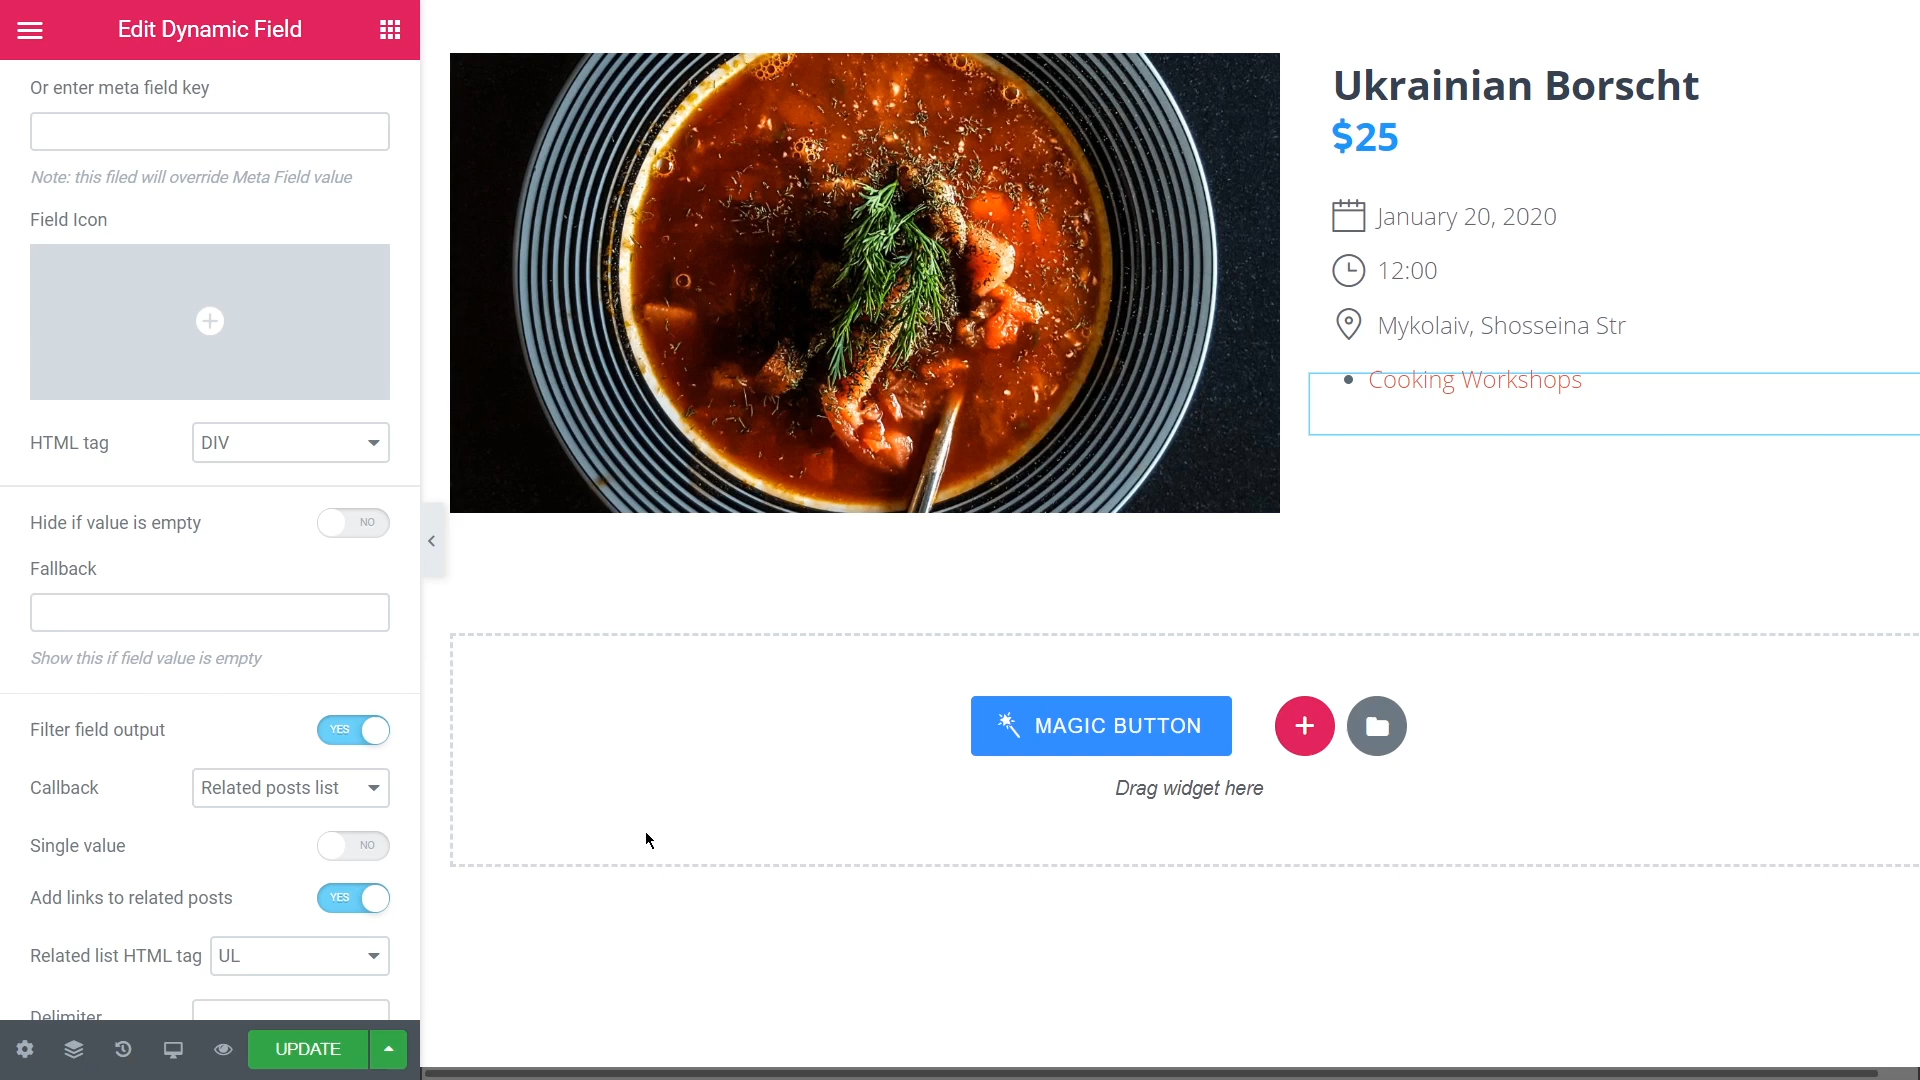 Edit Dynamic Field
Or enter meta field key
Note: this filed will override Meta Field value
Field Icon
HTML tag
DIV
Hide if value is empty
NO
Fallback
Show this if field value is empty
Filter field output
YES
Callback
Related posts list
Single value
NO
Add links to related posts
YES
Related list HTML tag
UL
Delimiter
UPDATE
Ukrainian Borscht
$25
January 20, 2020
12:00
Mykolaiv, Shosseina Str
Cooking Workshops
MAGIC BUTTON
Drag widget here